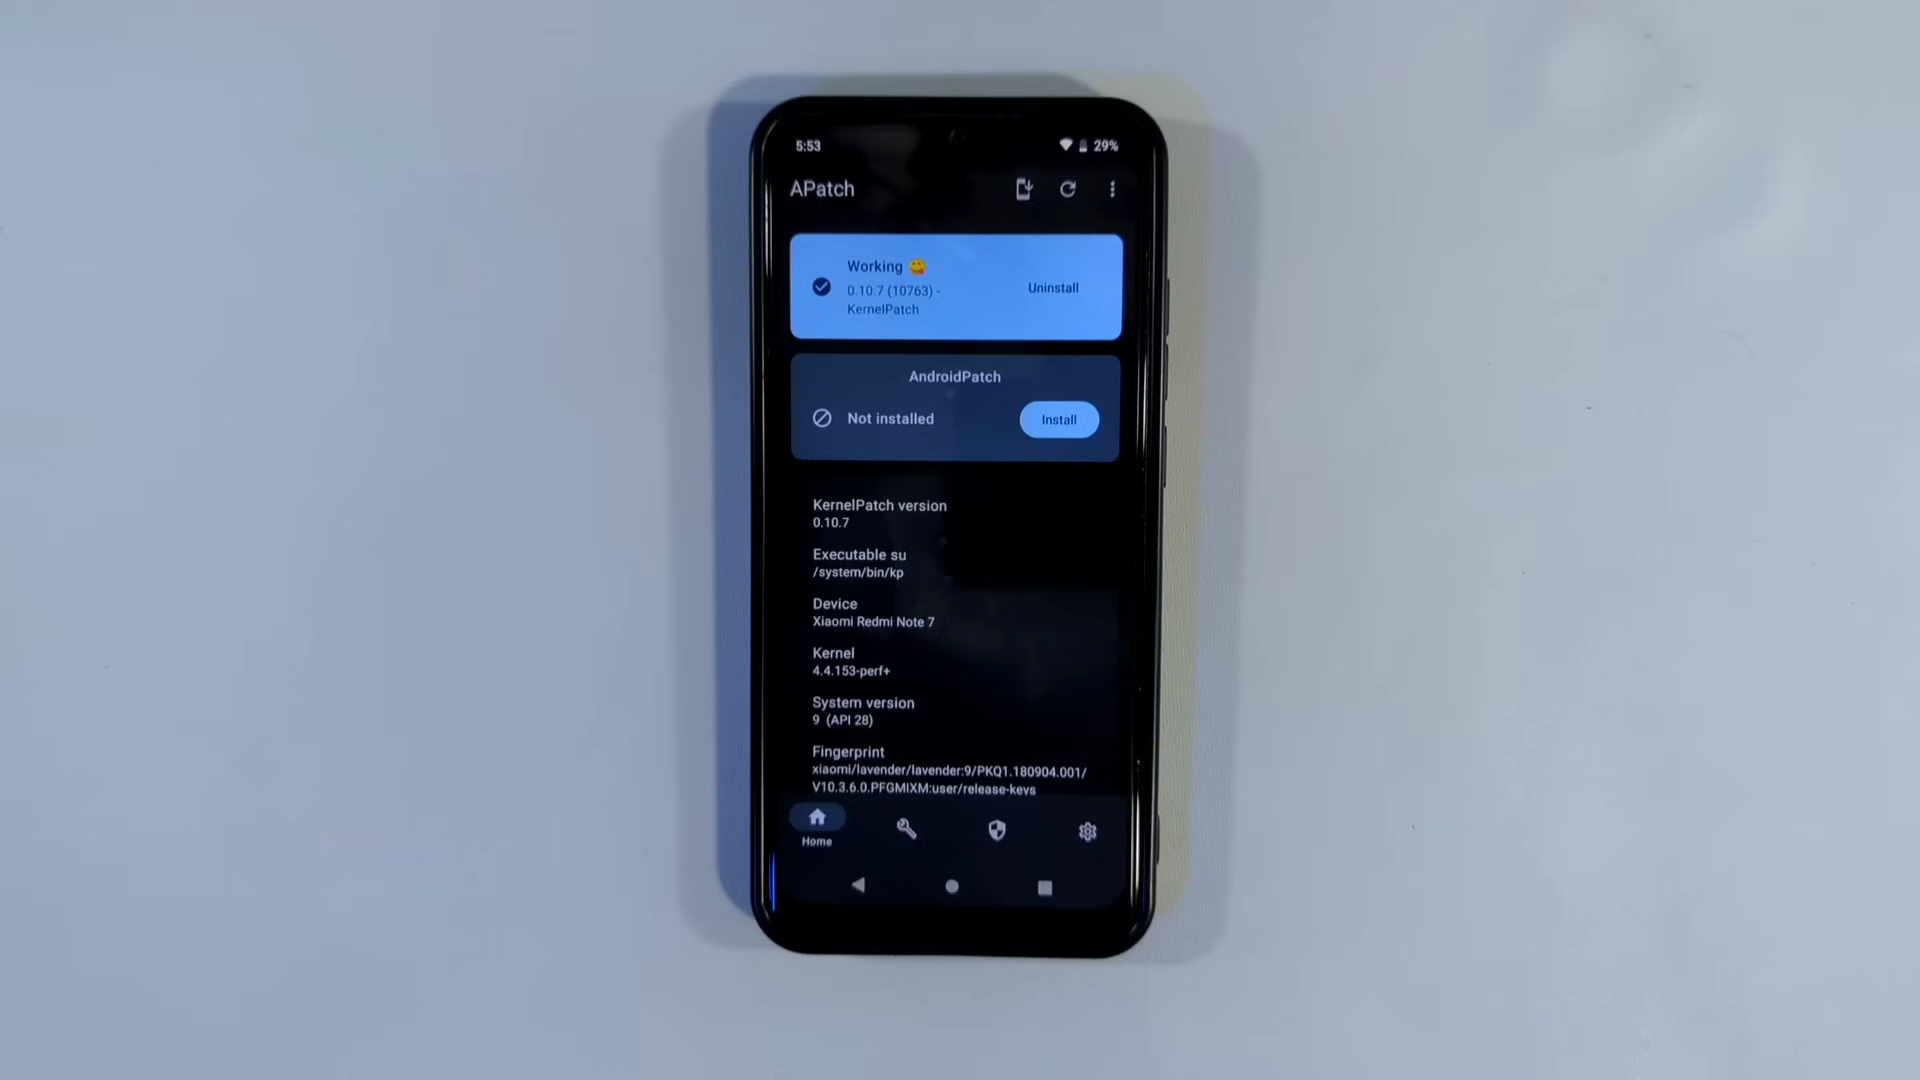 5:53
29%
APatch
Working 😋
0.10.7 (10763) -
KernelPatch
Uninstall
AndroidPatch
Not installed
Install
KernelPatch version
0.10.7
Executable su
/system/bin/kp
Device
Xiaomi Redmi Note 7
Kernel
4.4.153-perf+
System version
9 (API 28)
Fingerprint
xiaomi/lavender/lavender:9/PKQ1.180904.001/
V10.3.6.0.PFGMIXM:user/release-keys
Home